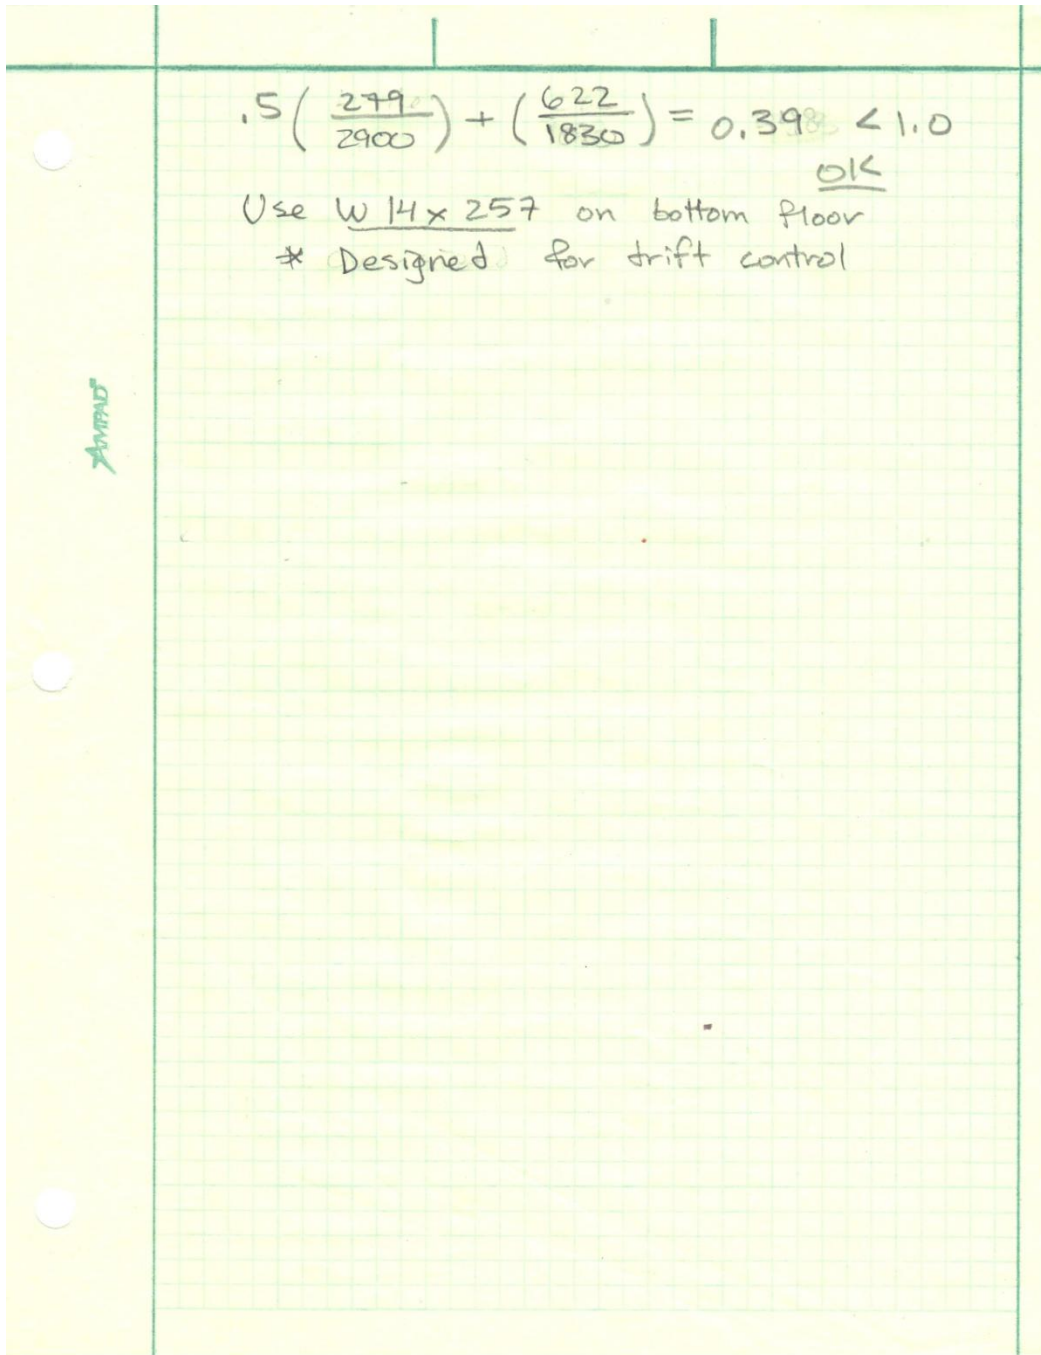 .5 ( 279/2900 ) + ( 622/1830 ) = 0.39 < 1.0
OK
Use W 14 x 257 on bottom floor
* Designed for drift control
AMPAD